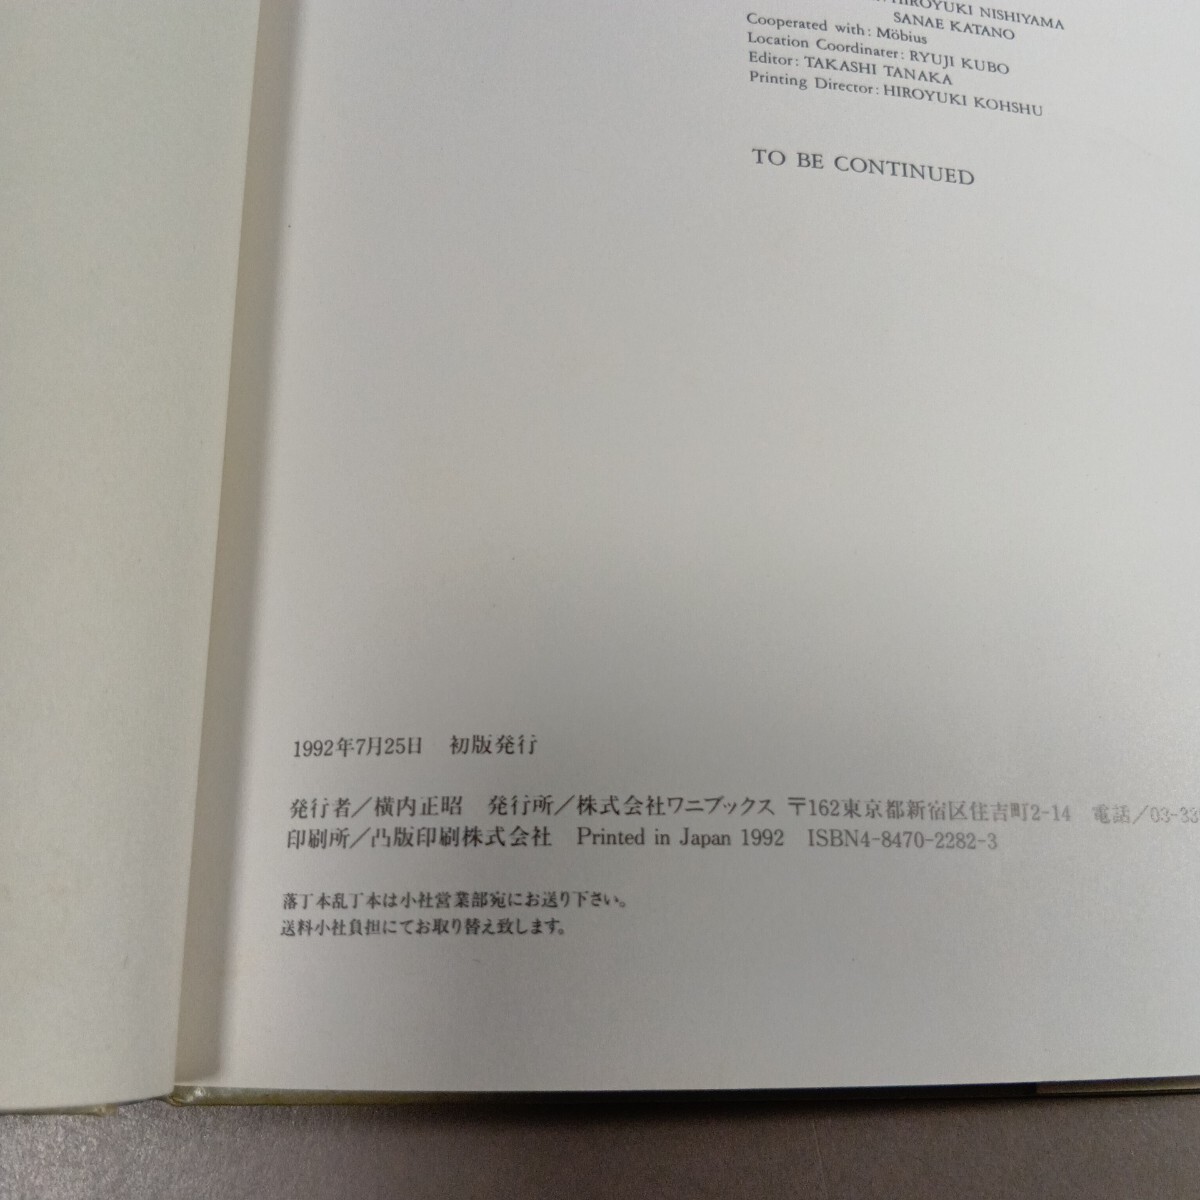 HIROYUKI NISHIYAMA
SANAE KATANO
Cooperated with: Möbius
Location Coordinater: RYUJI KUBO
Editor: TAKASHI TANAKA
Printing Director: HIROYUKI KOHSHU
TO BE CONTINUED
1992年7月25日 初版発行
発行者／横内正昭 発行所／株式会社ワニブックス 〒162東京都新宿区住吉町2-14 電話／03-335
印刷所／凸版印刷株式会社 Printed in Japan 1992 ISBN4-8470-2282-3
落丁本乱丁本は小社営業部宛にお送り下さい。
送料小社負担にてお取り替え致します。